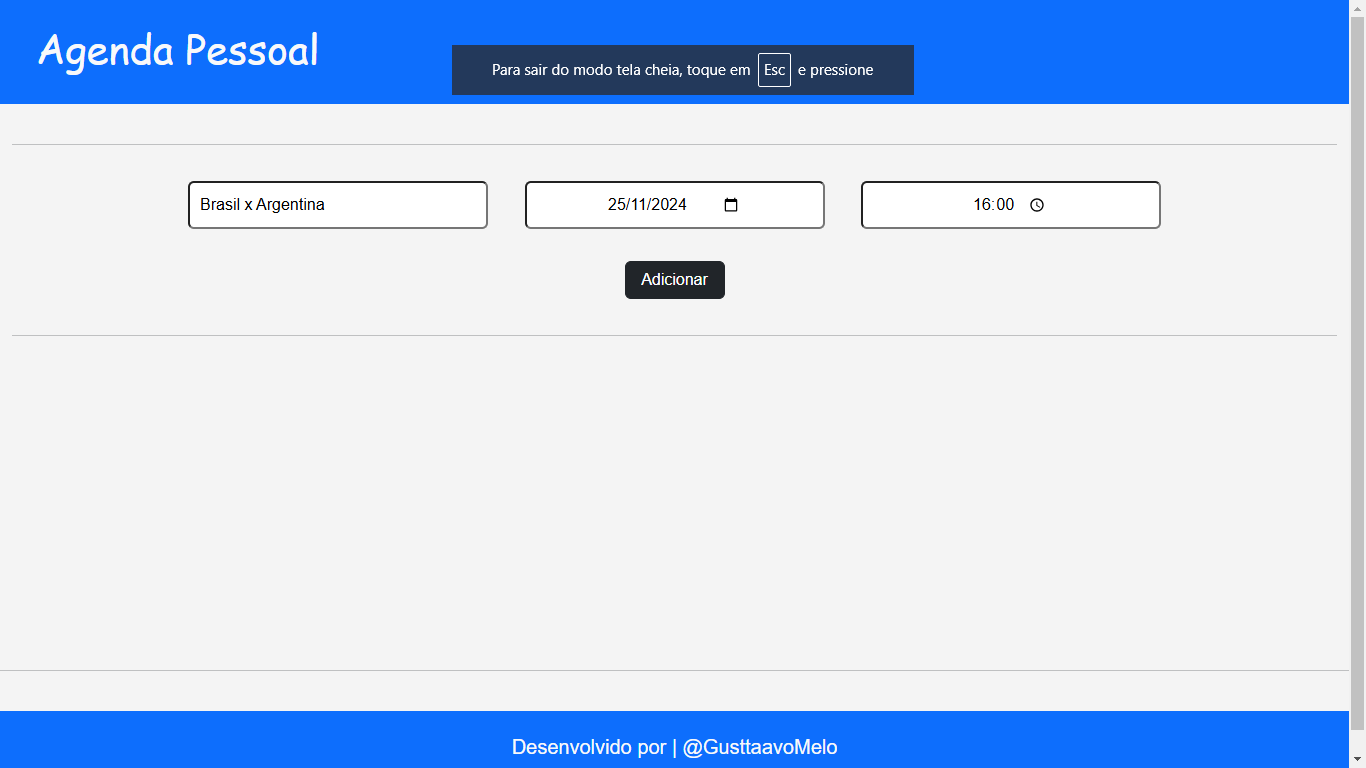 Agenda Pessoal
Para sair do modo tela cheia, toque em Esc e pressione
Brasil x Argentina
25/11/2024
16:00
Adicionar
Desenvolvido por | @GusttaavoMelo